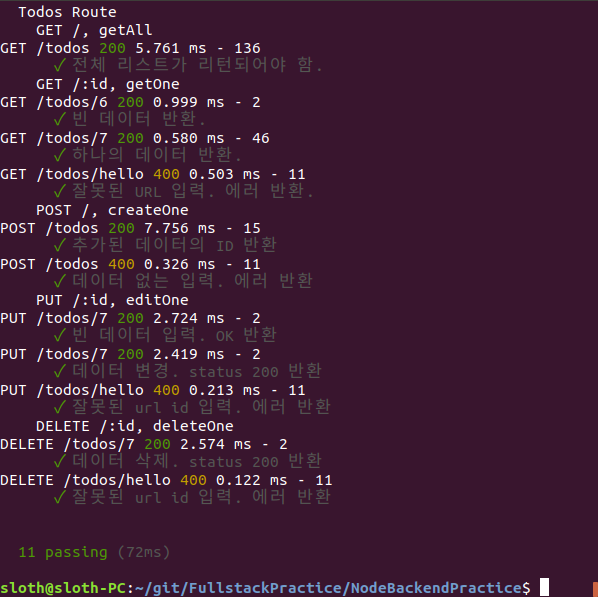 Todos Route
GET /, getAll
GET /todos 200 5.761 ms - 136
✓ 전체 리스트가 리턴되어야 함.
GET /:id, getOne
GET /todos/6 200 0.999 ms - 2
✓ 빈 데이터 반환.
GET /todos/7 200 0.580 ms - 46
✓ 하나의 데이터 반환.
GET /todos/hello 400 0.503 ms - 11
✓ 잘못된 URL 입력. 에러 반환.
POST /, createOne
POST /todos 200 7.756 ms - 15
✓ 추가된 데이터의 ID 반환
POST /todos 400 0.326 ms - 11
✓ 데이터 없는 입력. 에러 반환
PUT /:id, editOne
PUT /todos/7 200 2.724 ms - 2
✓ 빈 데이터 입력. OK 반환
PUT /todos/7 200 2.419 ms - 2
✓ 데이터 변경. status 200 반환
PUT /todos/hello 400 0.213 ms - 11
✓ 잘못된 url id 입력. 에러 반환
DELETE /:id, deleteOne
DELETE /todos/7 200 2.574 ms - 2
✓ 데이터 삭제. status 200 반환
DELETE /todos/hello 400 0.122 ms - 11
✓ 잘못된 url id 입력. 에러 반환
11 passing (72ms)
sloth@sloth-PC:~/git/FullstackPractice/NodeBackendPractice$